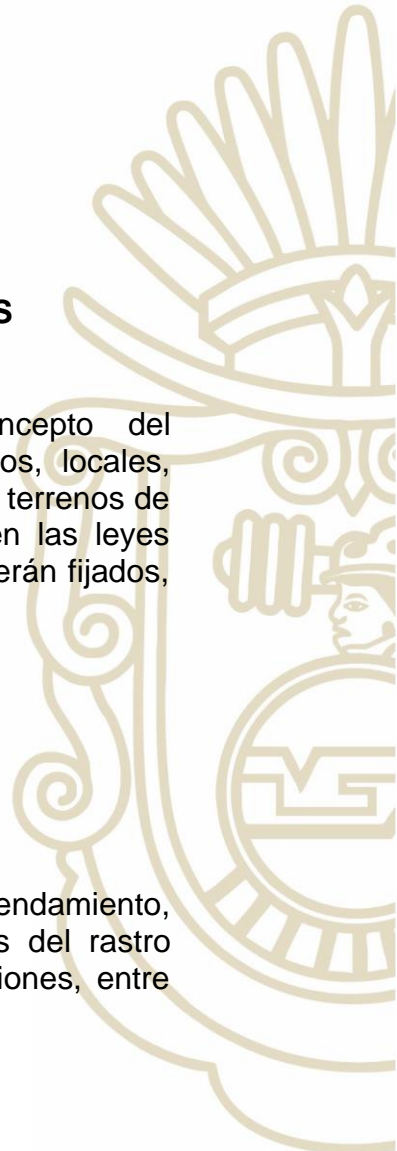 S
ncepto del
os, locales,
terrenos de
en las leyes
erán fijados,
endamiento,
s del rastro
iones, entre